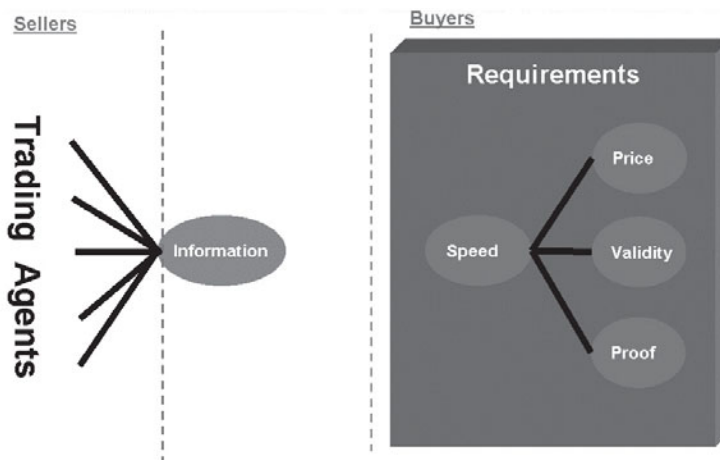 Sellers
Buyers
Requirements
Trading Agents
Information
Speed
Price
Validity
Proof